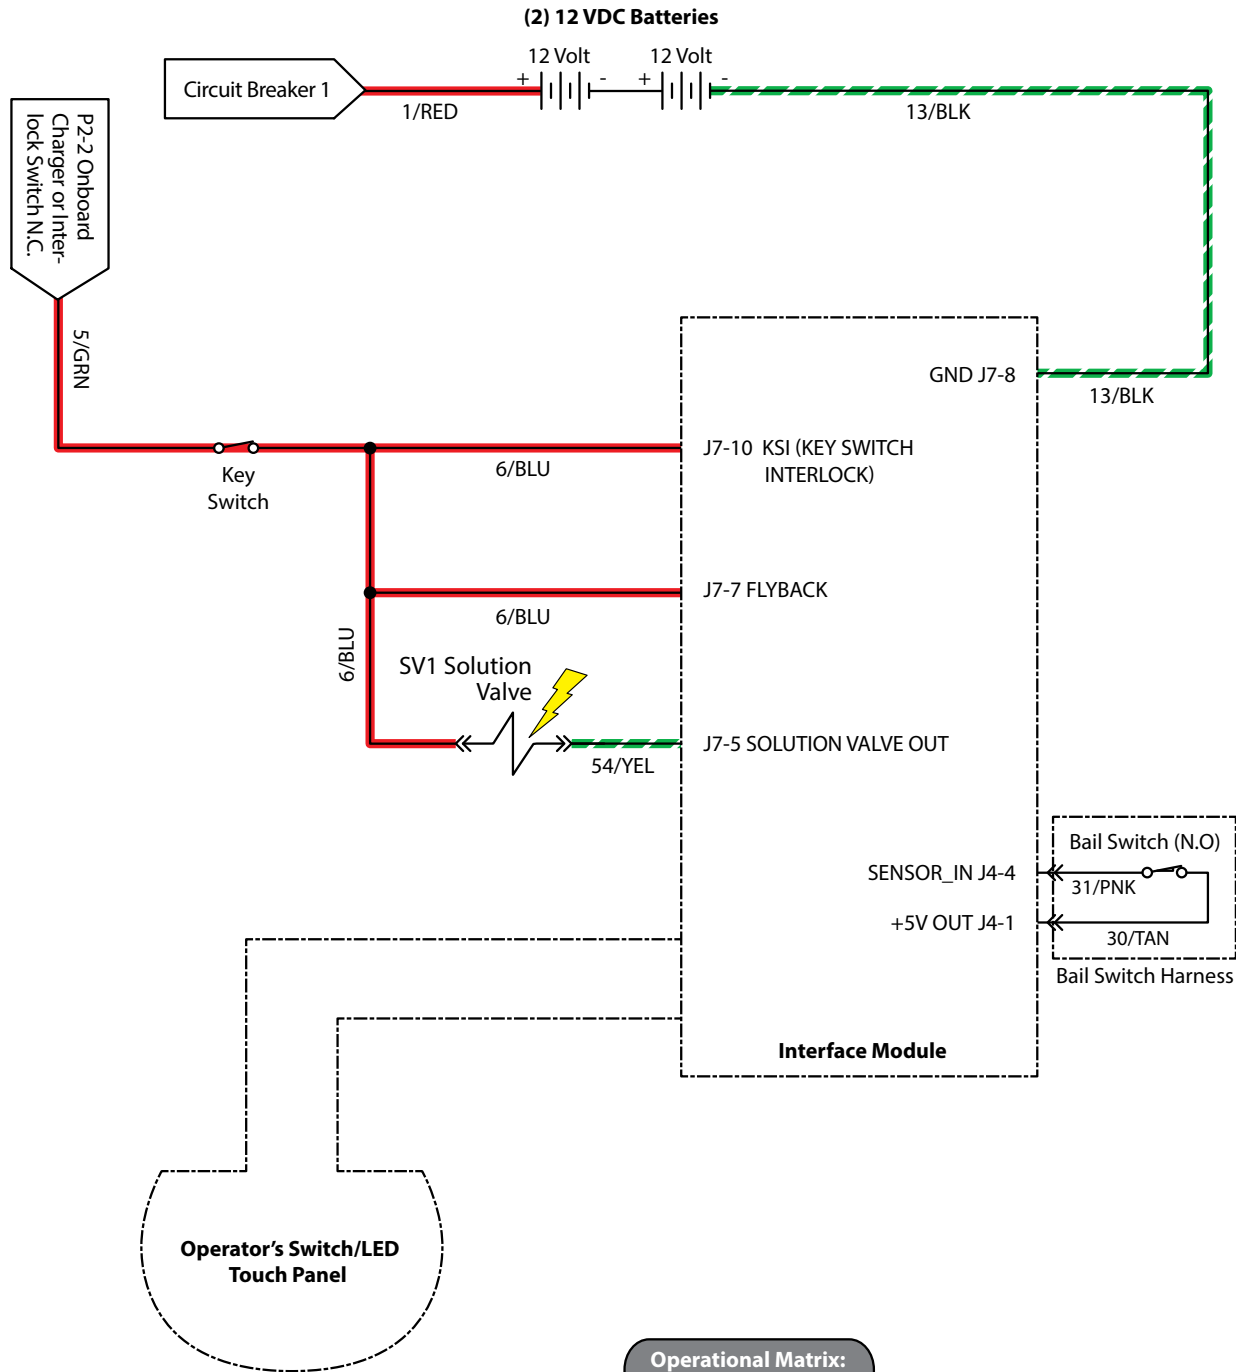 (2) 12 VDC Batteries
12 Volt
12 Volt
+
-
+
-
Circuit Breaker 1
1/RED
13/BLK
P2-2 Onboard
Charger or Inter-
lock Switch N.C.
5/GRN
GND J7-8
13/BLK
Key
Switch
6/BLU
J7-10 KSI (KEY SWITCH
INTERLOCK)
J7-7 FLYBACK
6/BLU
6/BLU
SV1 Solution
Valve
J7-5 SOLUTION VALVE OUT
54/YEL
Bail Switch (N.O)
SENSOR_IN J4-4
31/PNK
+5V OUT J4-1
30/TAN
Bail Switch Harness
Interface Module
Operator's Switch/LED
Touch Panel
Operational Matrix: